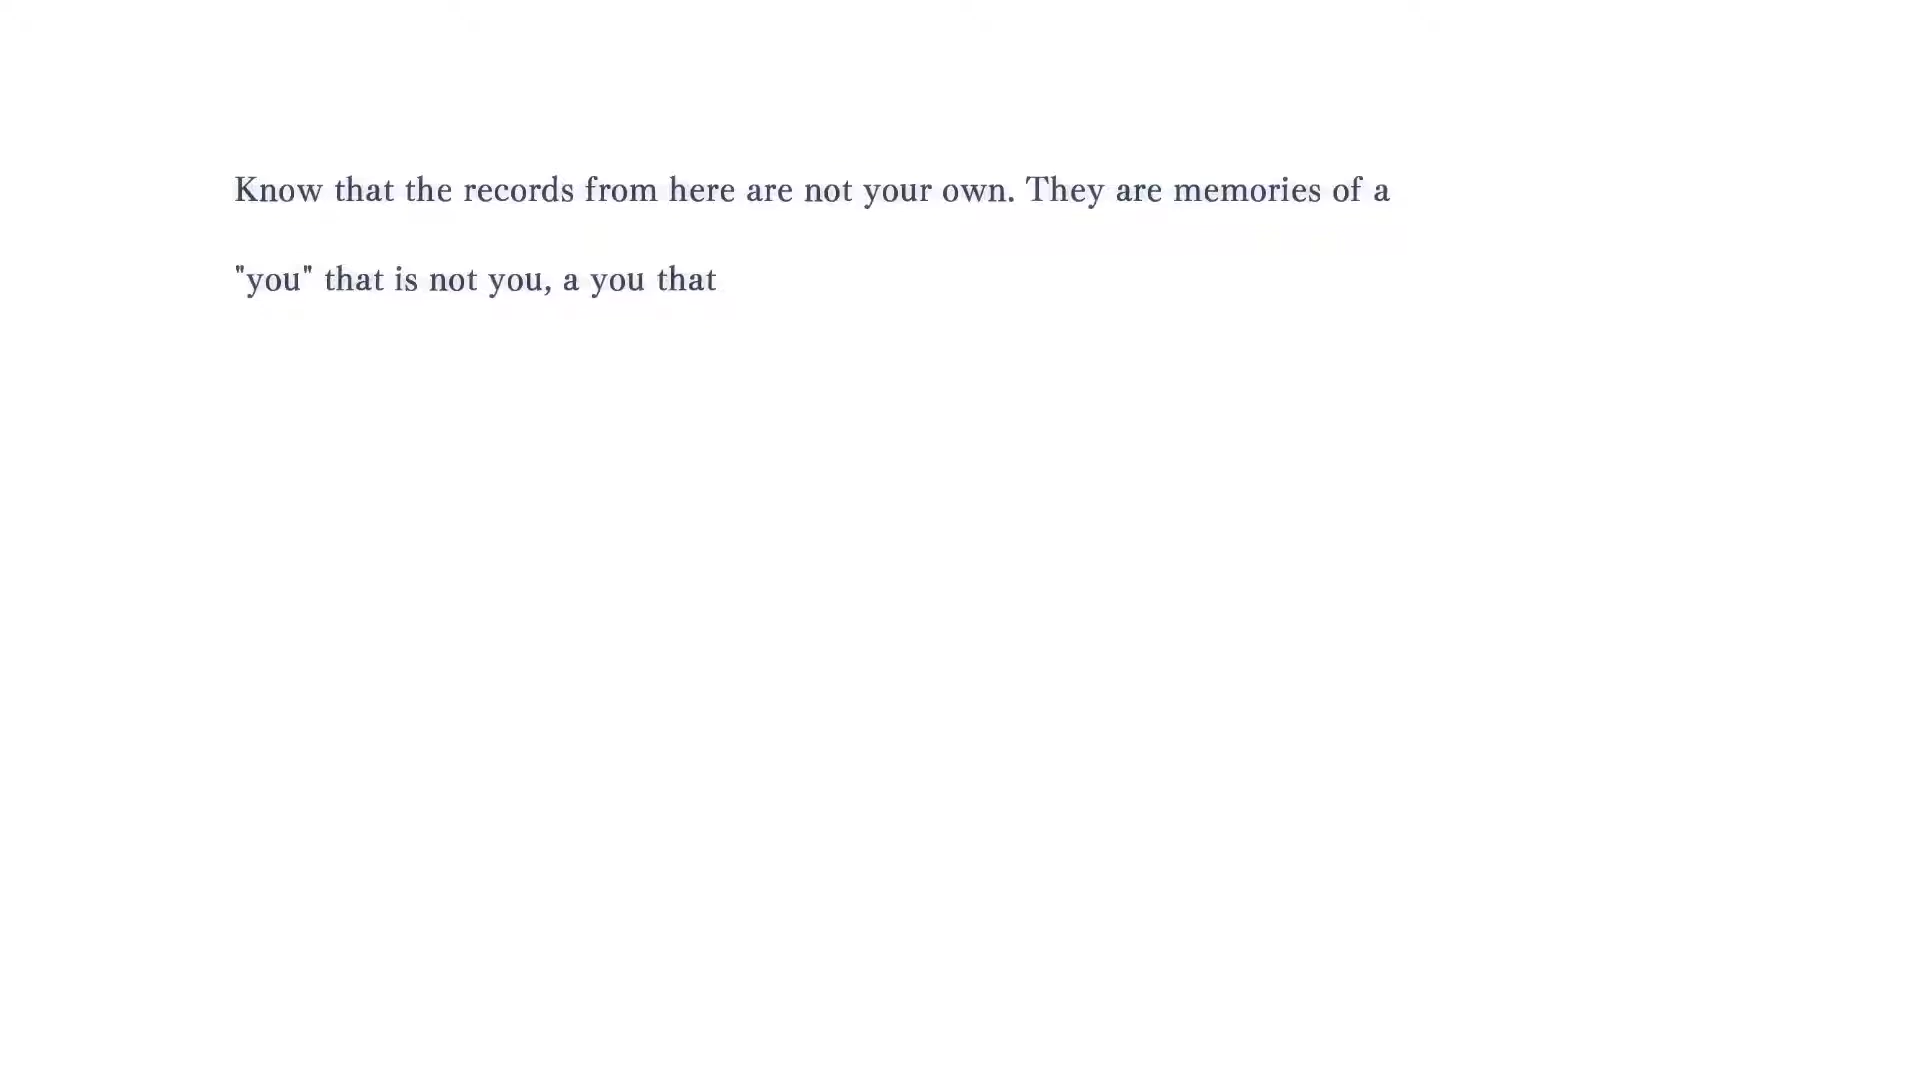 Know that the records from here are not your own. They are memories of a
"you" that is not you, a you that